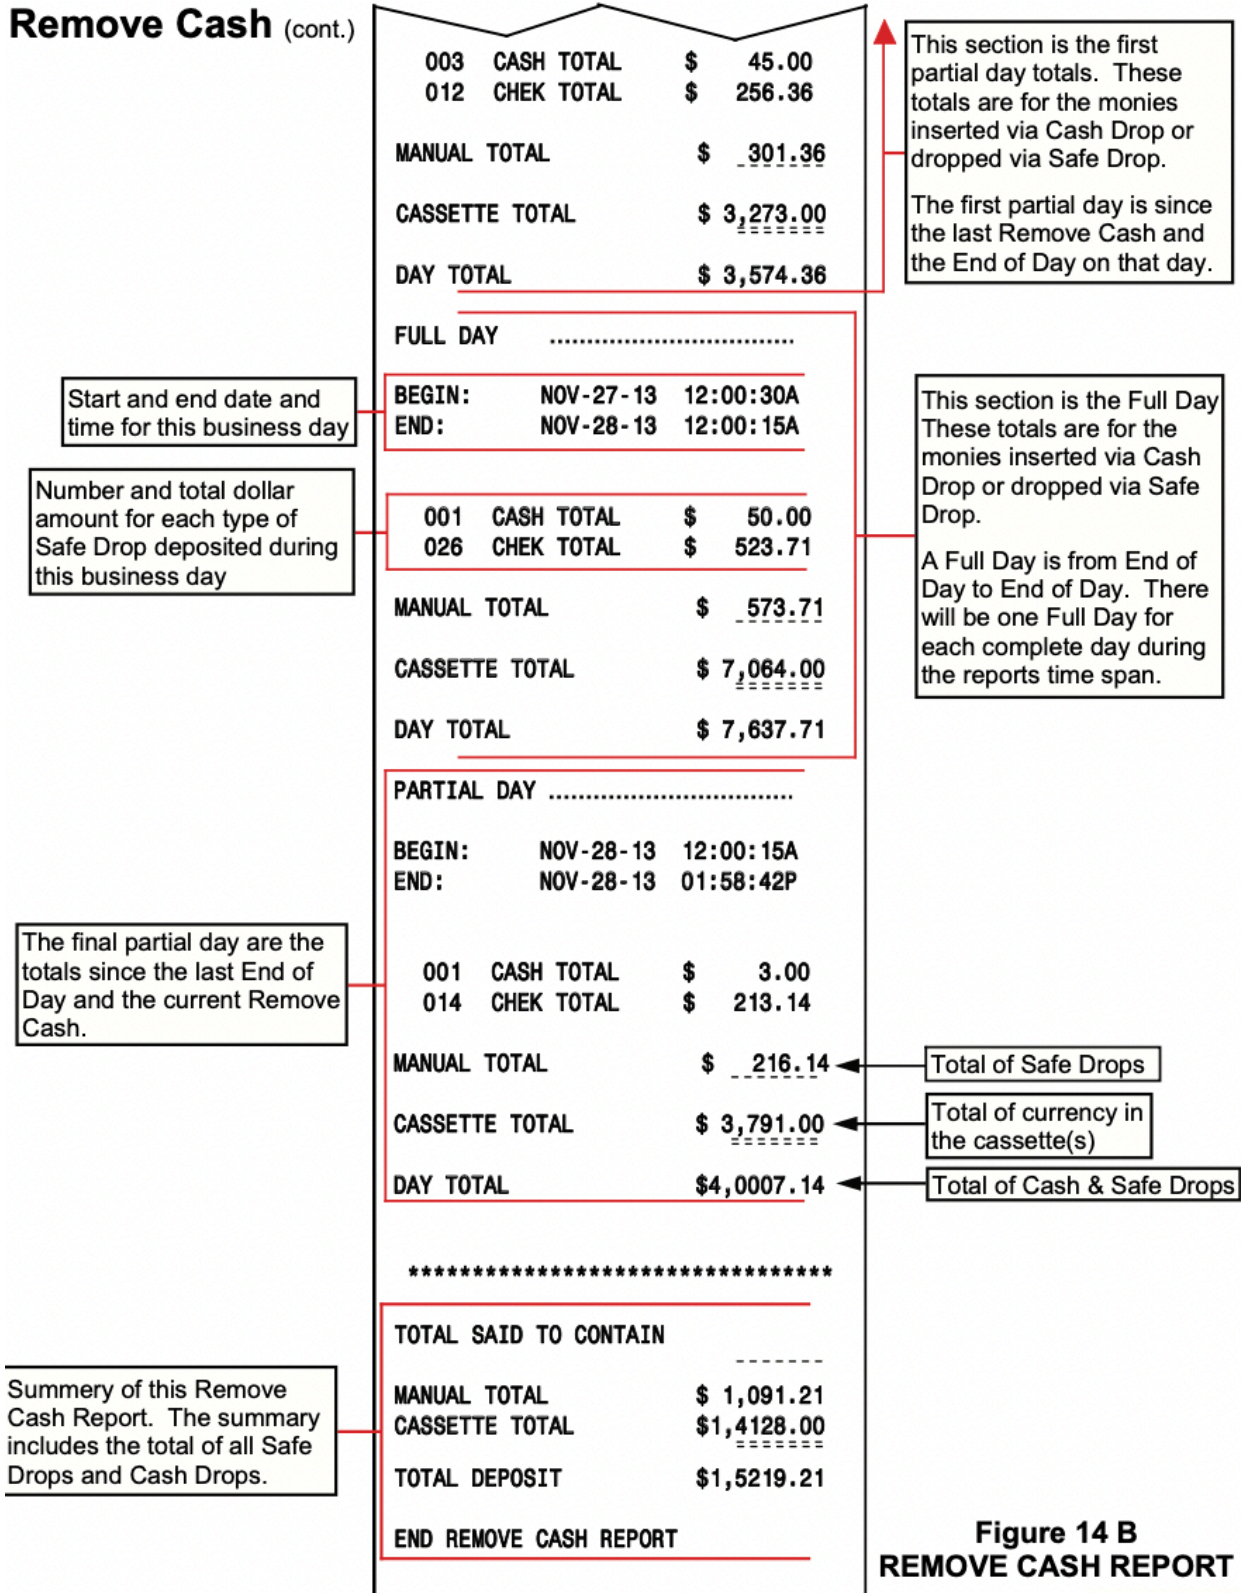 Remove Cash (cont.)
003 CASH TOTAL $ 45.00
012 CHEK TOTAL $ 256.36
MANUAL TOTAL $ 301.36
CASSETTE TOTAL $ 3,273.00
DAY TOTAL $ 3,574.36
This section is the first
partial day totals. These
totals are for the monies
inserted via Cash Drop or
dropped via Safe Drop.
The first partial day is since
the last Remove Cash and
the End of Day on that day.
FULL DAY ................................
Start and end date and
time for this business day
BEGIN: NOV-27-13 12:00:30A
END: NOV-28-13 12:00:15A
Number and total dollar
amount for each type of
Safe Drop deposited during
this business day
001 CASH TOTAL $ 50.00
026 CHEK TOTAL $ 523.71
MANUAL TOTAL $ 573.71
CASSETTE TOTAL $ 7,064.00
DAY TOTAL $ 7,637.71
This section is the Full Day
These totals are for the
monies inserted via Cash
Drop or dropped via Safe
Drop.
A Full Day is from End of
Day to End of Day. There
will be one Full Day for
each complete day during
the reports time span.
PARTIAL DAY ................................
BEGIN: NOV-28-13 12:00:15A
END: NOV-28-13 01:58:42P
The final partial day are the
totals since the last End of
Day and the current Remove
Cash.
001 CASH TOTAL $ 3.00
014 CHEK TOTAL $ 213.14
MANUAL TOTAL $ 216.14
Total of Safe Drops
CASSETTE TOTAL $ 3,791.00
Total of currency in
the cassette(s)
DAY TOTAL $4,0007.14
Total of Cash & Safe Drops
*********************************
TOTAL SAID TO CONTAIN
MANUAL TOTAL $ 1,091.21
CASSETTE TOTAL $1,4128.00
TOTAL DEPOSIT $1,5219.21
END REMOVE CASH REPORT
Summery of this Remove
Cash Report. The summary
includes the total of all Safe
Drops and Cash Drops.
Figure 14 B
REMOVE CASH REPORT